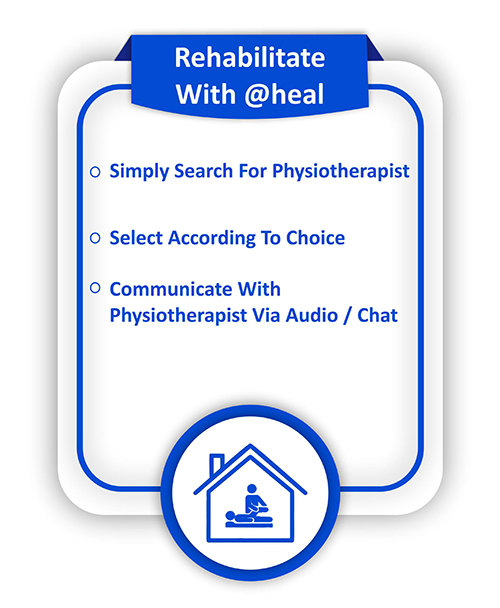 Rehabilitate
With @heal
Simply Search For Physiotherapist
Select According To Choice
Communicate With
Physiotherapist Via Audio / Chat